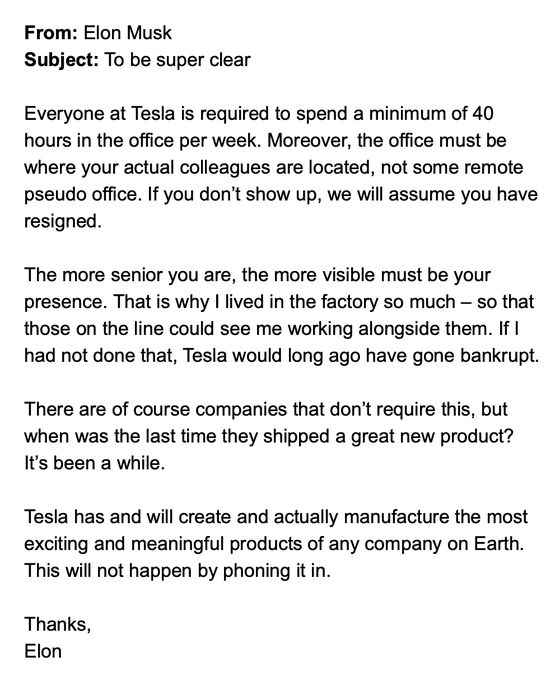 From: Elon Musk
Subject: To be super clear
Everyone at Tesla is required to spend a minimum of 40
hours in the office per week. Moreover, the office must be
where your actual colleagues are located, not some remote
pseudo office. If you don’t show up, we will assume you have
resigned.
The more senior you are, the more visible must be your
presence. That is why I lived in the factory so much – so that
those on the line could see me working alongside them. If I
had not done that, Tesla would long ago have gone bankrupt.
There are of course companies that don’t require this, but
when was the last time they shipped a great new product?
It’s been a while.
Tesla has and will create and actually manufacture the most
exciting and meaningful products of any company on Earth.
This will not happen by phoning it in.
Thanks,
Elon